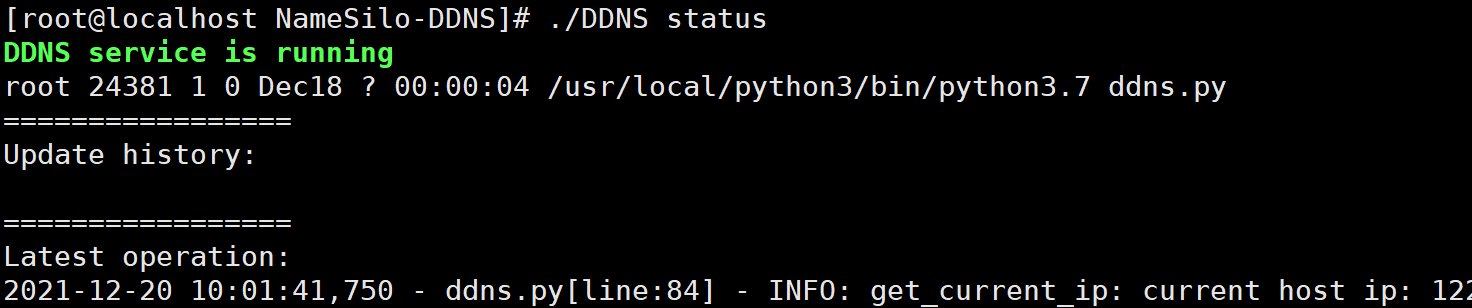 [root@localhost NameSilo-DDNS]# ./DDNS status
DDNS service is running
root 24381 1 0 Dec18 ? 00:00:04 /usr/local/python3/bin/python3.7 ddns.py
=================
Update history:
=================
Latest operation:
2021-12-20 10:01:41,750 - ddns.py[line:84] - INFO: get_current_ip: current host ip: 122